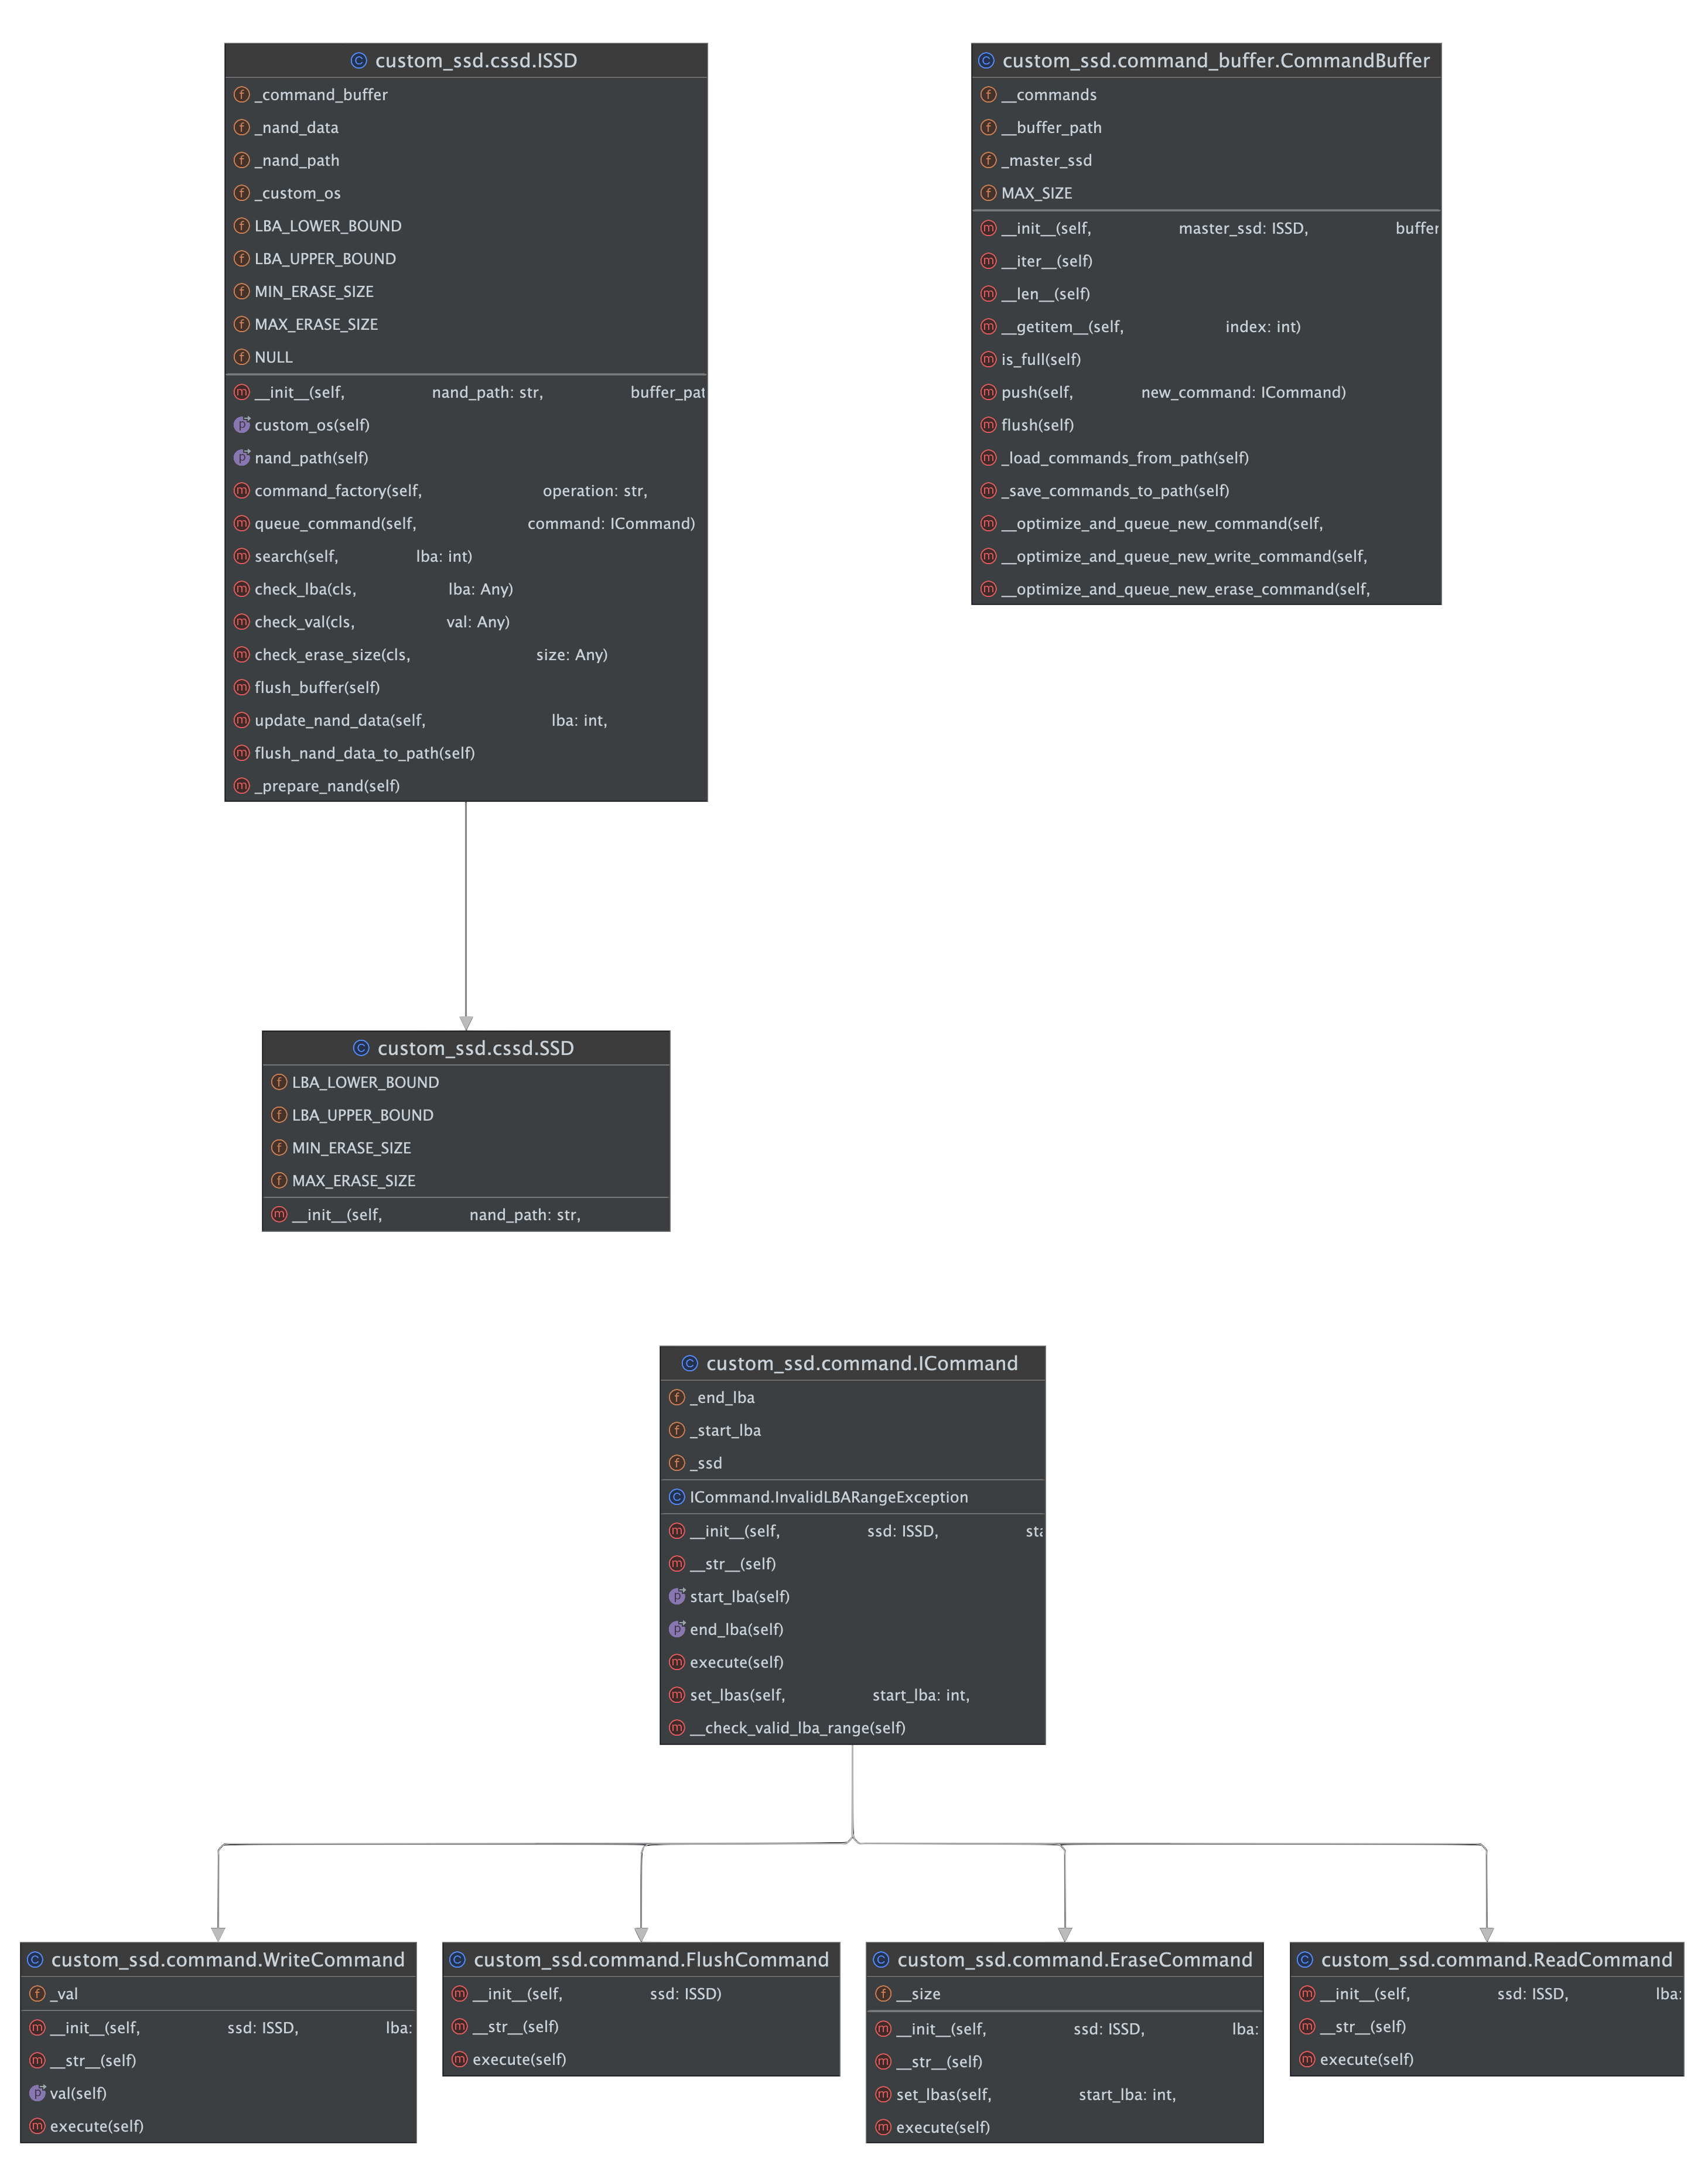 custom_ssd.cssd.ISSD
_command_buffer
_nand_data
_nand_path
_custom_os
LBA_LOWER_BOUND
LBA_UPPER_BOUND
MIN_ERASE_SIZE
MAX_ERASE_SIZE
NULL
__init__(self, nand_path: str, buffer_pat
custom_os(self)
nand_path(self)
command_factory(self, operation: str,
queue_command(self, command: ICommand)
search(self, lba: int)
check_lba(cls, lba: Any)
check_val(cls, val: Any)
check_erase_size(cls, size: Any)
flush_buffer(self)
update_nand_data(self, lba: int,
flush_nand_data_to_path(self)
_prepare_nand(self)
custom_ssd.command_buffer.CommandBuffer
__commands
__buffer_path
_master_ssd
MAX_SIZE
__init__(self, master_ssd: ISSD, buffer
__iter__(self)
__len__(self)
__getitem__(self, index: int)
is_full(self)
push(self, new_command: ICommand)
flush(self)
_load_commands_from_path(self)
_save_commands_to_path(self)
__optimize_and_queue_new_command(self,
__optimize_and_queue_new_write_command(self,
__optimize_and_queue_new_erase_command(self,
custom_ssd.cssd.SSD
LBA_LOWER_BOUND
LBA_UPPER_BOUND
MIN_ERASE_SIZE
MAX_ERASE_SIZE
__init__(self, nand_path: str,
custom_ssd.command.ICommand
_end_lba
_start_lba
_ssd
ICommand.InvalidLBARangeException
__init__(self, ssd: ISSD, sta
__str__(self)
start_lba(self)
end_lba(self)
execute(self)
set_lbas(self, start_lba: int,
__check_valid_lba_range(self)
custom_ssd.command.WriteCommand
_val
__init__(self, ssd: ISSD, lba:
__str__(self)
val(self)
execute(self)
custom_ssd.command.FlushCommand
__init__(self, ssd: ISSD)
__str__(self)
execute(self)
custom_ssd.command.EraseCommand
__size
__init__(self, ssd: ISSD, lba:
__str__(self)
set_lbas(self, start_lba: int,
execute(self)
custom_ssd.command.ReadCommand
__init__(self, ssd: ISSD, lba:
__str__(self)
execute(self)